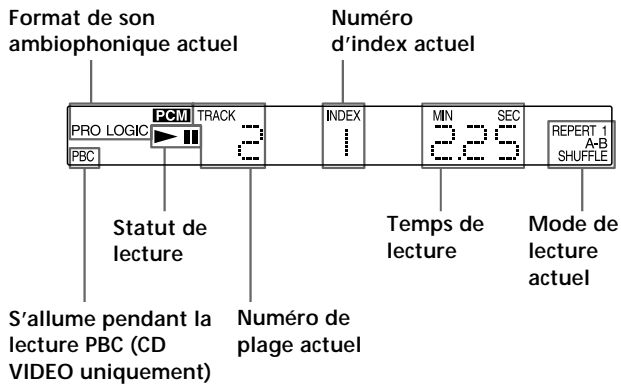 Format de son
ambiophonique actuel
Numéro
d'index actuel
PCM TRACK INDEX MIN SEC
PRO LOGIC 2 1 2.25 REPERT 1
A-B
PBC SHUFFLE
Statut de
lecture
Temps de
lecture
Mode de
lecture
actuel
S'allume pendant la
lecture PBC (CD
VIDEO uniquement)
Numéro de
plage actuel